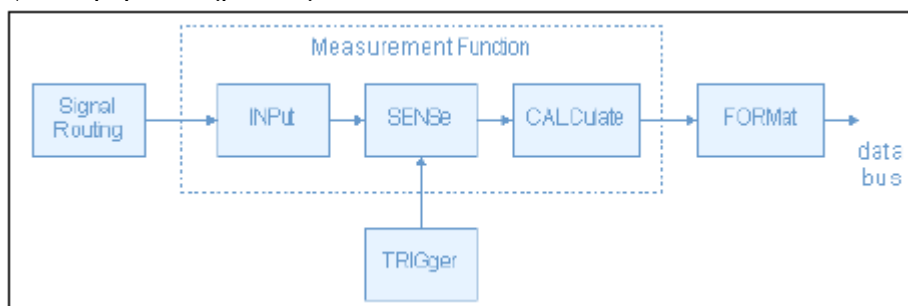 Measurement Function
Signal
Routing
INPut
SENSe
CALCulate
FORMat
data
bus
TRIGger